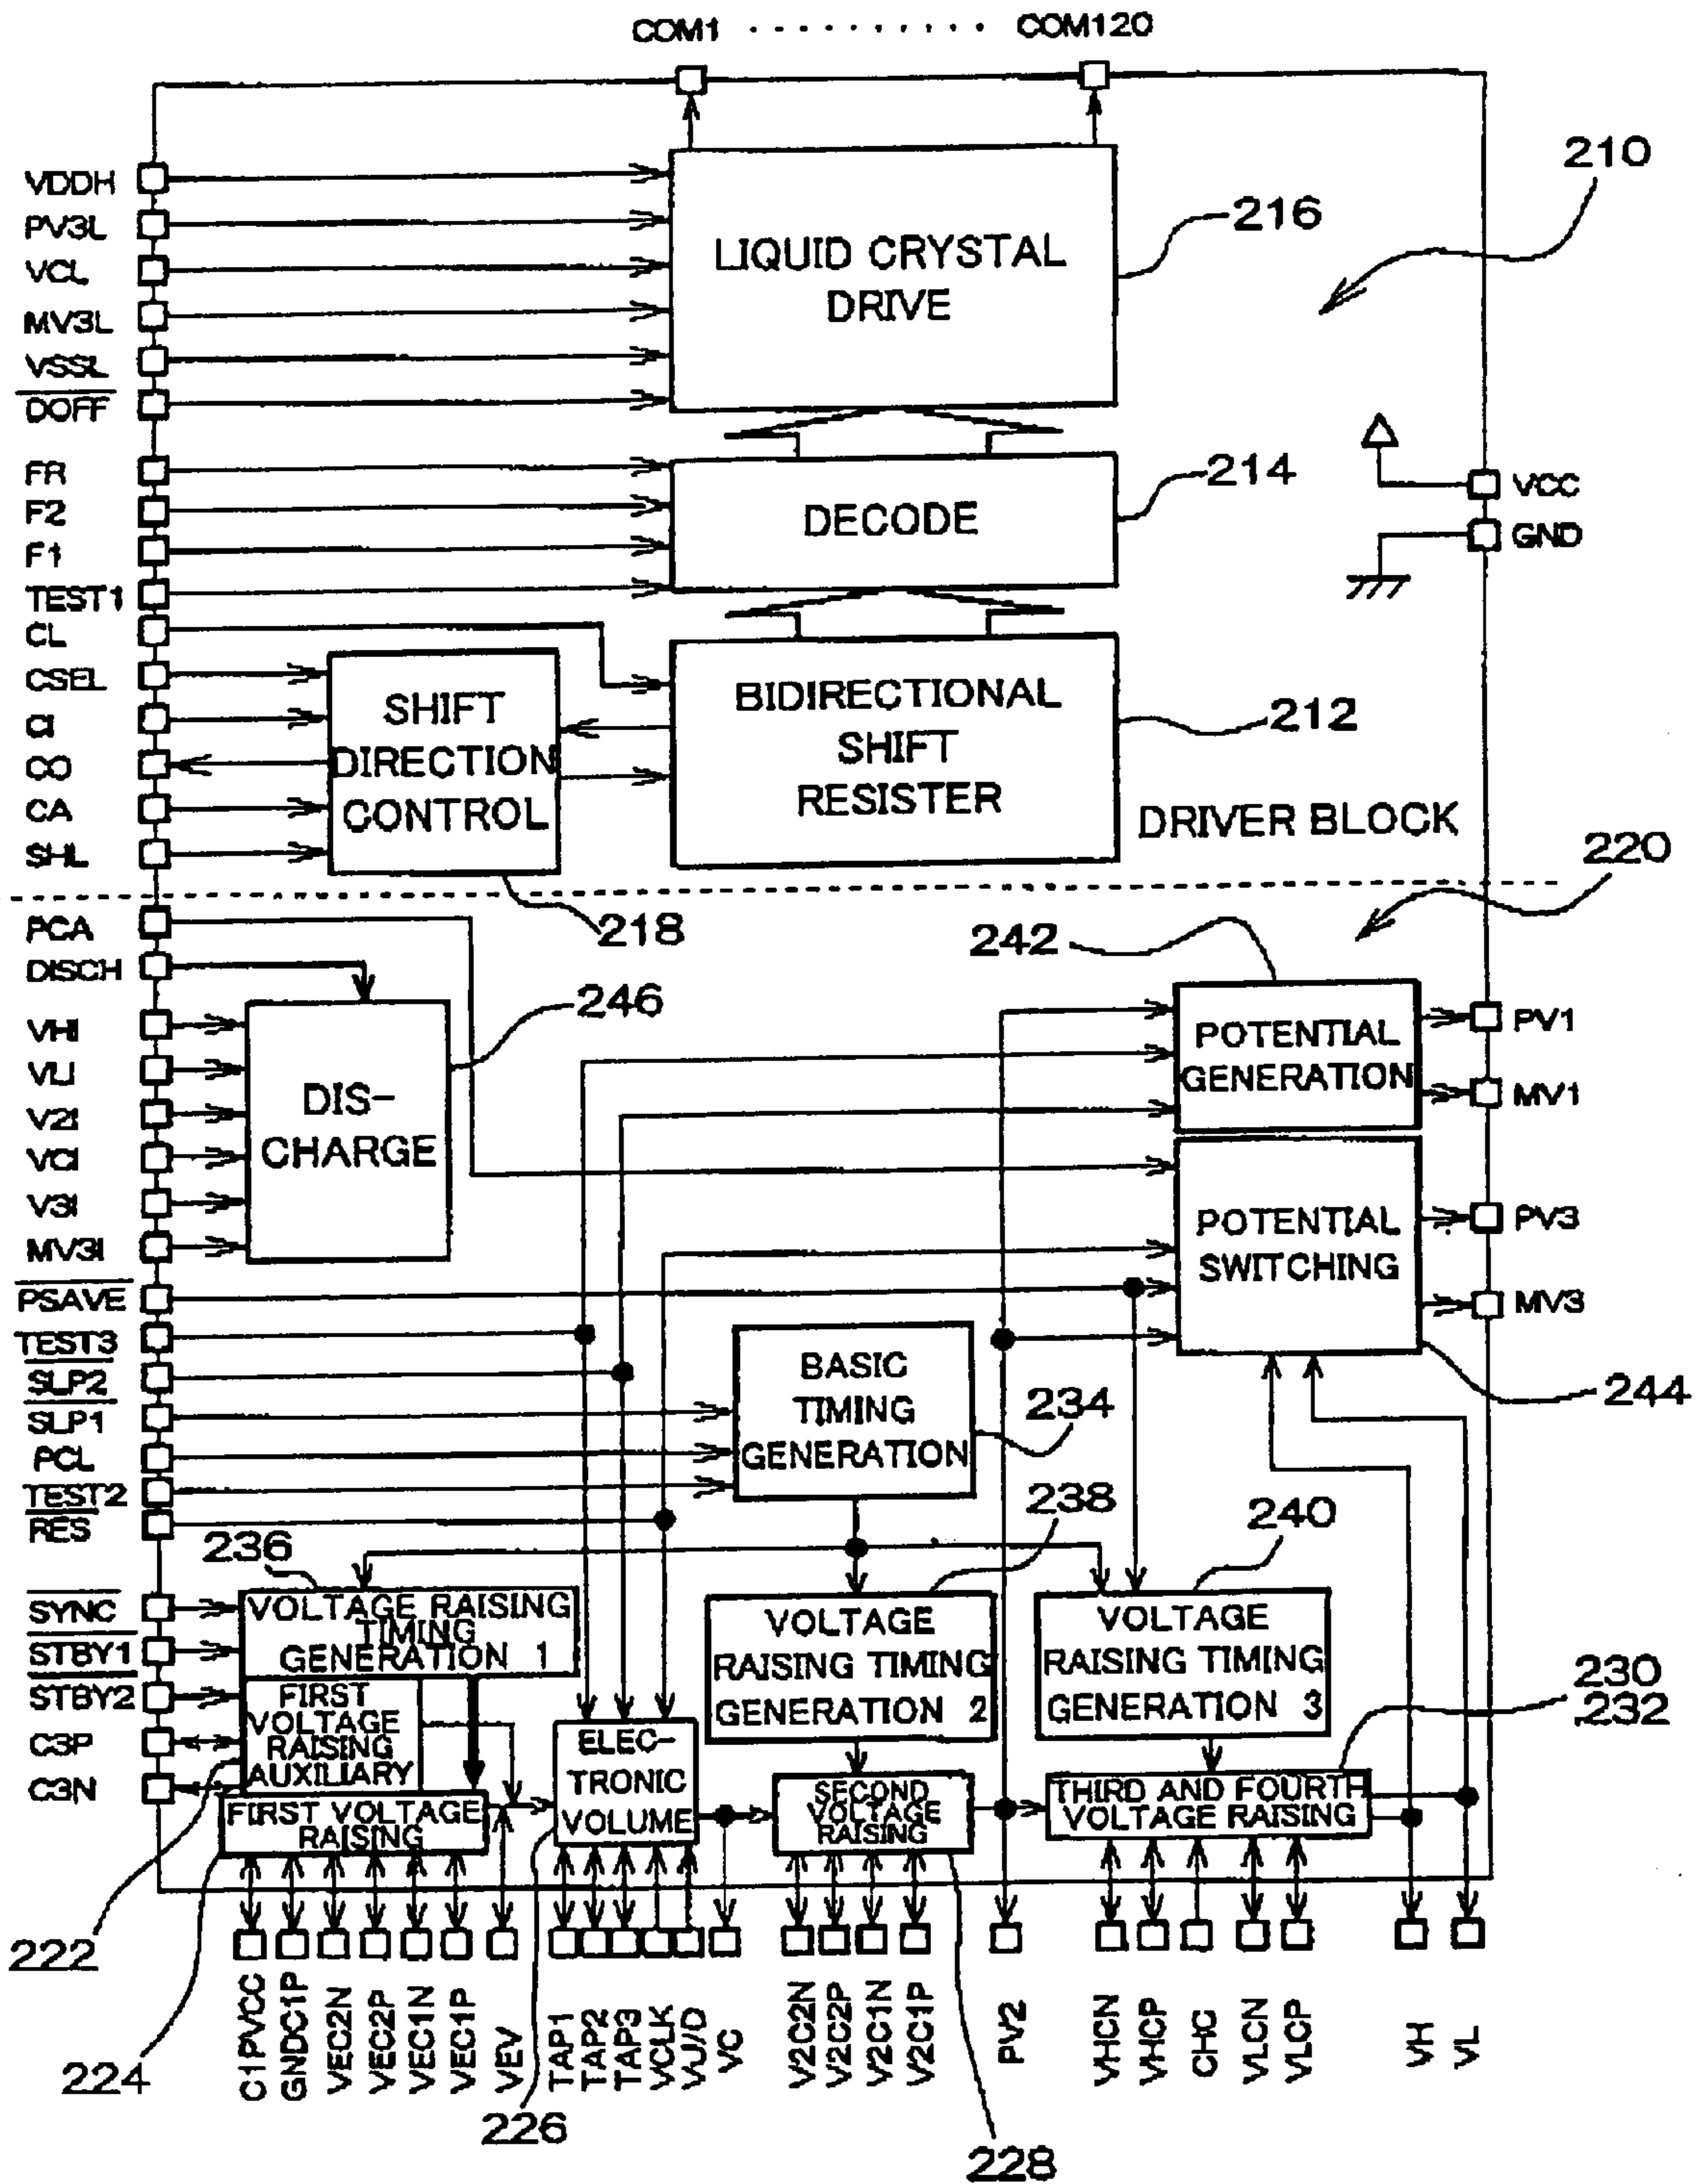 COM1 . . . . . . . . . . COM120
VDDH
PV3L
VCL
MV3L
VSSL
DOFF
FR
F2
F1
TEST1
CL
CSEL
CI
CO
CA
SHL
LIQUID CRYSTAL
DRIVE
216
210
DECODE
214
VCC
GND
SHIFT
DIRECTION
CONTROL
BIDIRECTIONAL
SHIFT
RESISTER
212
DRIVER BLOCK
218
220
PCA
DISCH
VHI
VLI
V2I
VCI
V3I
MV3I
PSAVE
TEST3
SLP2
SLP1
PCL
TEST2
RES
DIS-
CHARGE
246
242
POTENTIAL
GENERATION
PV1
MV1
POTENTIAL
SWITCHING
PV3
MV3
244
BASIC
TIMING
GENERATION
234
236
238
240
SYNC
STBY1
STBY2
C3P
C3N
VOLTAGE RAISING
TIMING
GENERATION 1
FIRST
VOLTAGE
RAISING
AUXILIARY
FIRST VOLTAGE
RAISING
ELEC-
TRONIC
VOLUME
VOLTAGE
RAISING TIMING
GENERATION 2
SECOND
VOLTAGE
RAISING
VOLTAGE
RAISING TIMING
GENERATION 3
230
232
THIRD AND FOURTH
VOLTAGE RAISING
222
224
226
228
C1PVCC
GNDC1P
VEC2N
VEC2P
VEC1N
VEC1P
VEV
TAP1
TAP2
TAP3
VCLK
VU/D
VC
V2C2N
V2C2P
V2C1N
V2C1P
PV2
VHCN
VHCP
CHC
VLCN
VLCP
VH
VL